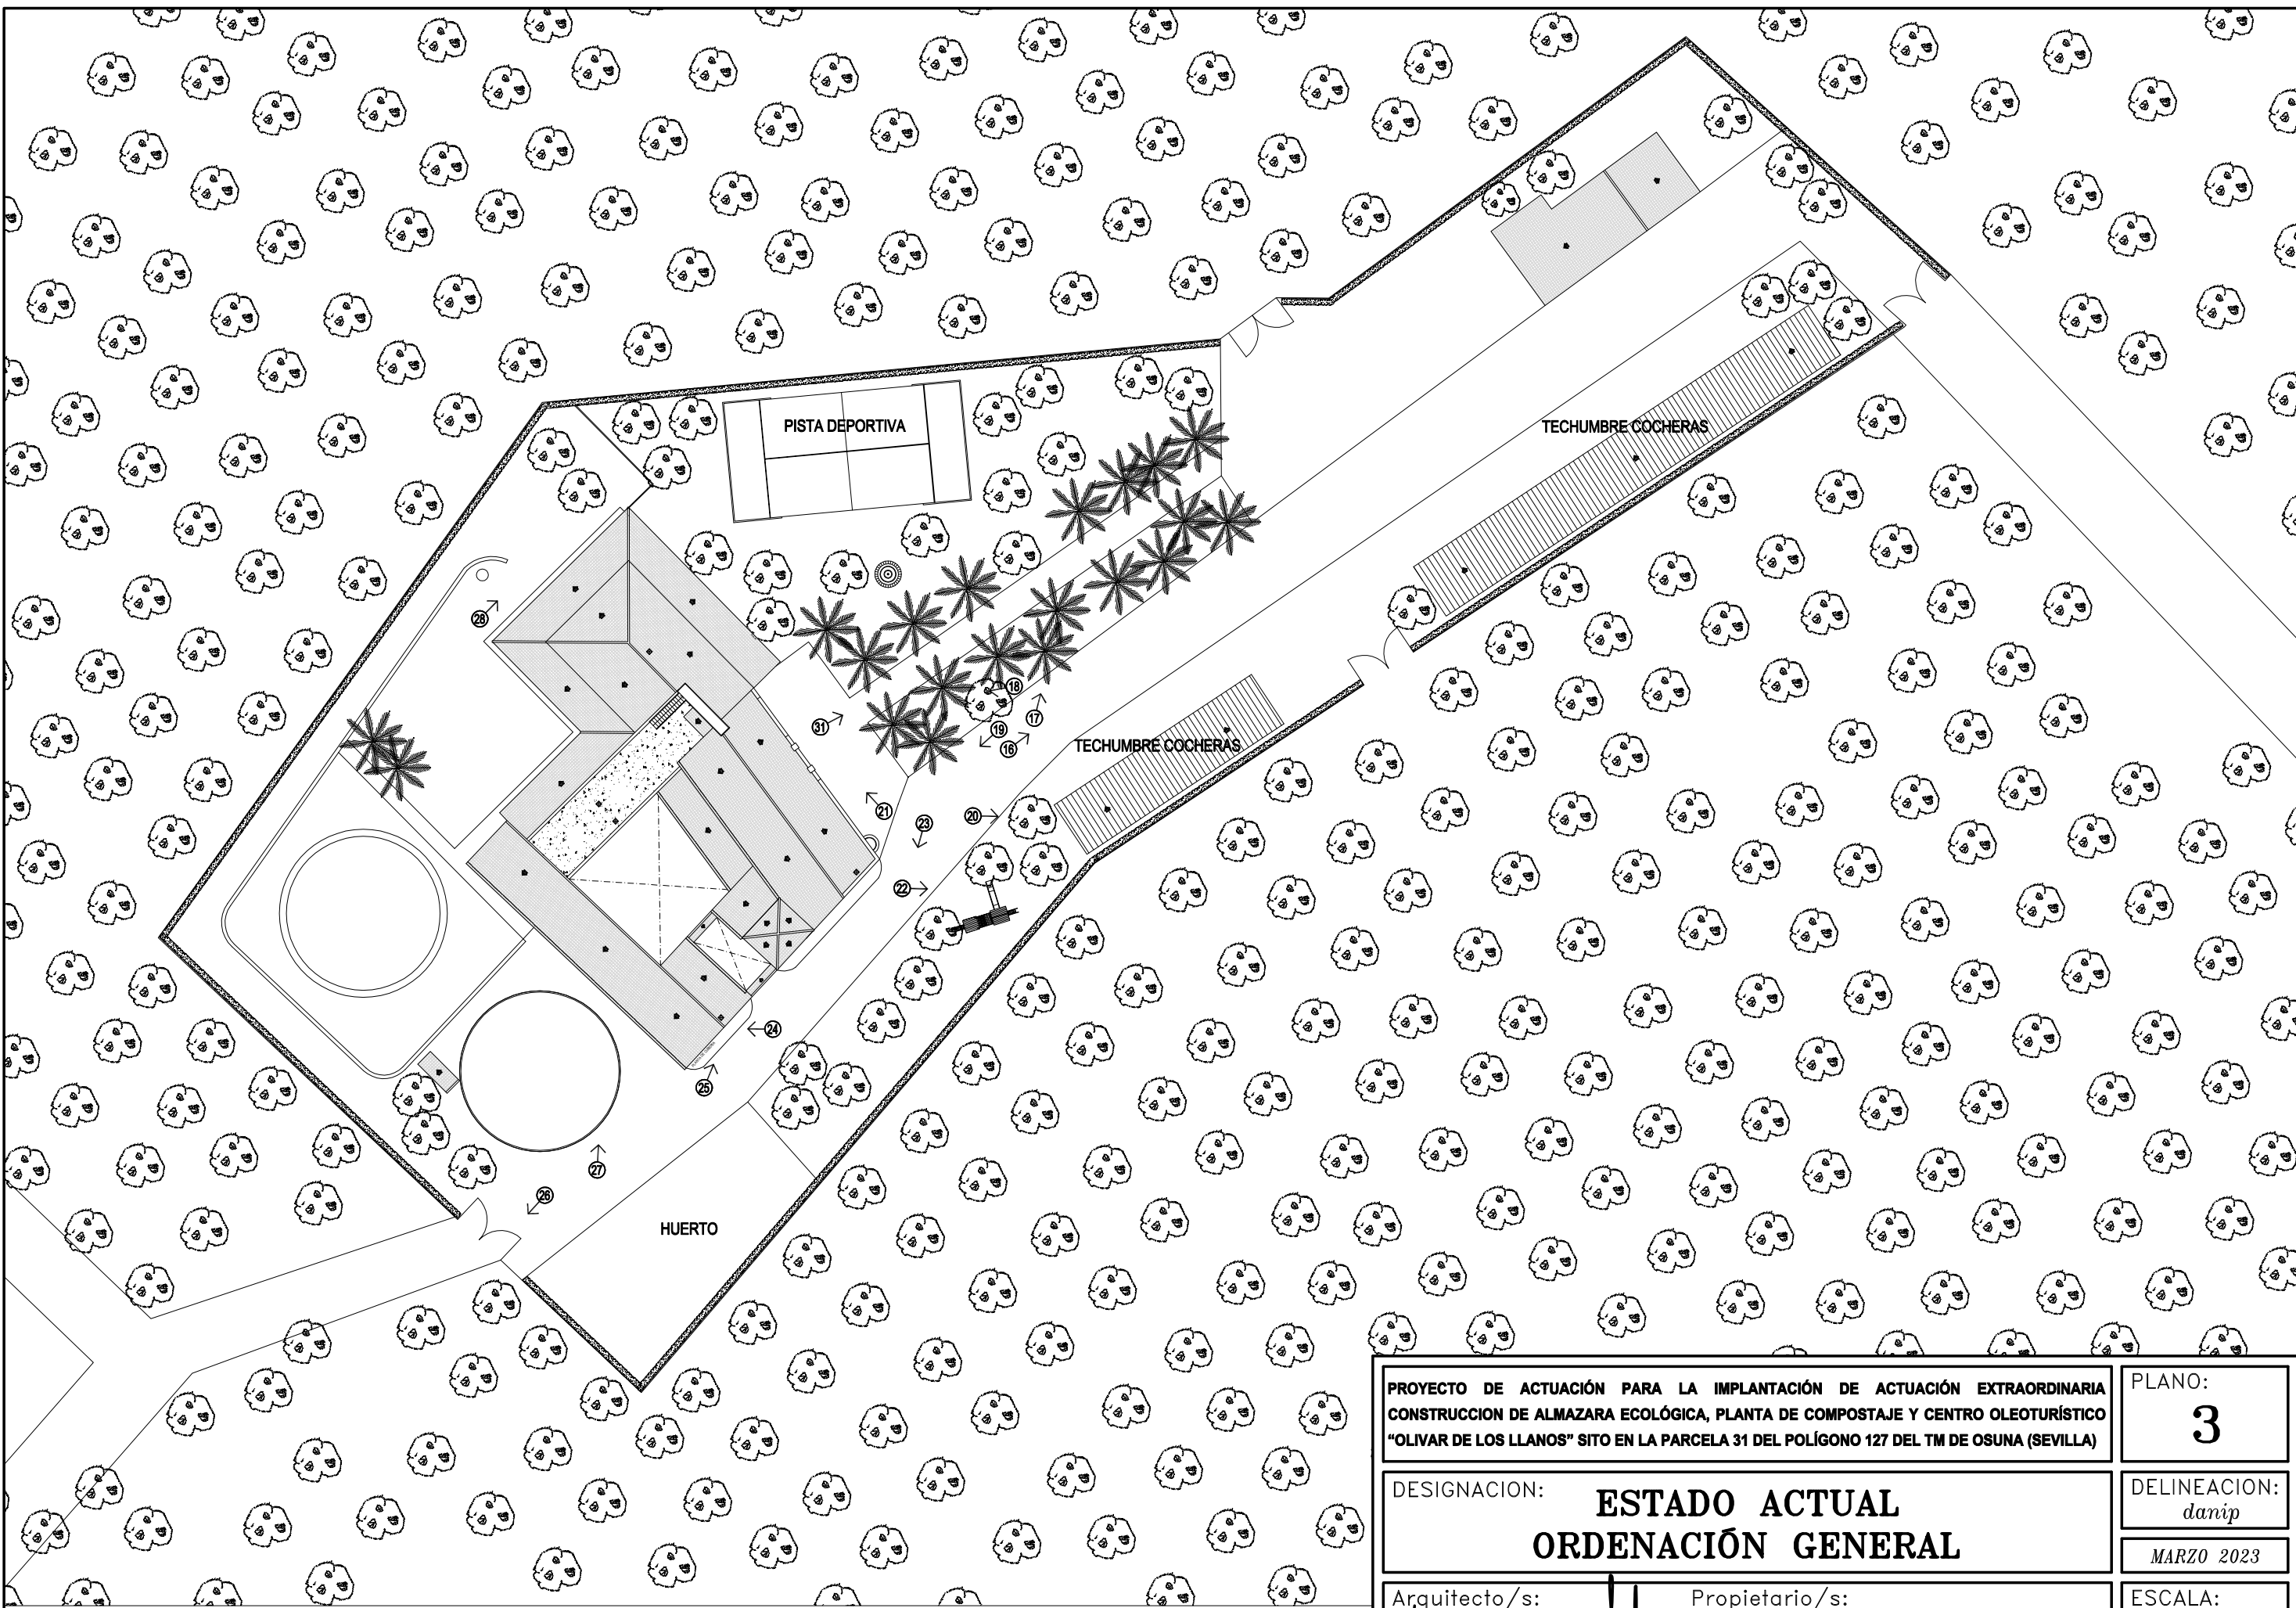 PISTA DEPORTIVA
TECHUMBRE COCHERAS
28
18
17
31
19
16
TECHUMBRE COCHERAS
21
23
20
22
24
25
27
26
HUERTO
PROYECTO DE ACTUACIÓN PARA LA IMPLANTACIÓN DE ACTUACIÓN EXTRAORDINARIA
CONSTRUCCION DE ALMAZARA ECOLÓGICA, PLANTA DE COMPOSTAJE Y CENTRO OLEOTURÍSTICO
“OLIVAR DE LOS LLANOS” SITO EN LA PARCELA 31 DEL POLÍGONO 127 DEL TM DE OSUNA (SEVILLA)
PLANO:
3
DESIGNACION:
ESTADO ACTUAL
ORDENACIÓN GENERAL
DELINEACION:
danip
MARZO 2023
Arquitecto/s:
Propietario/s:
ESCALA: